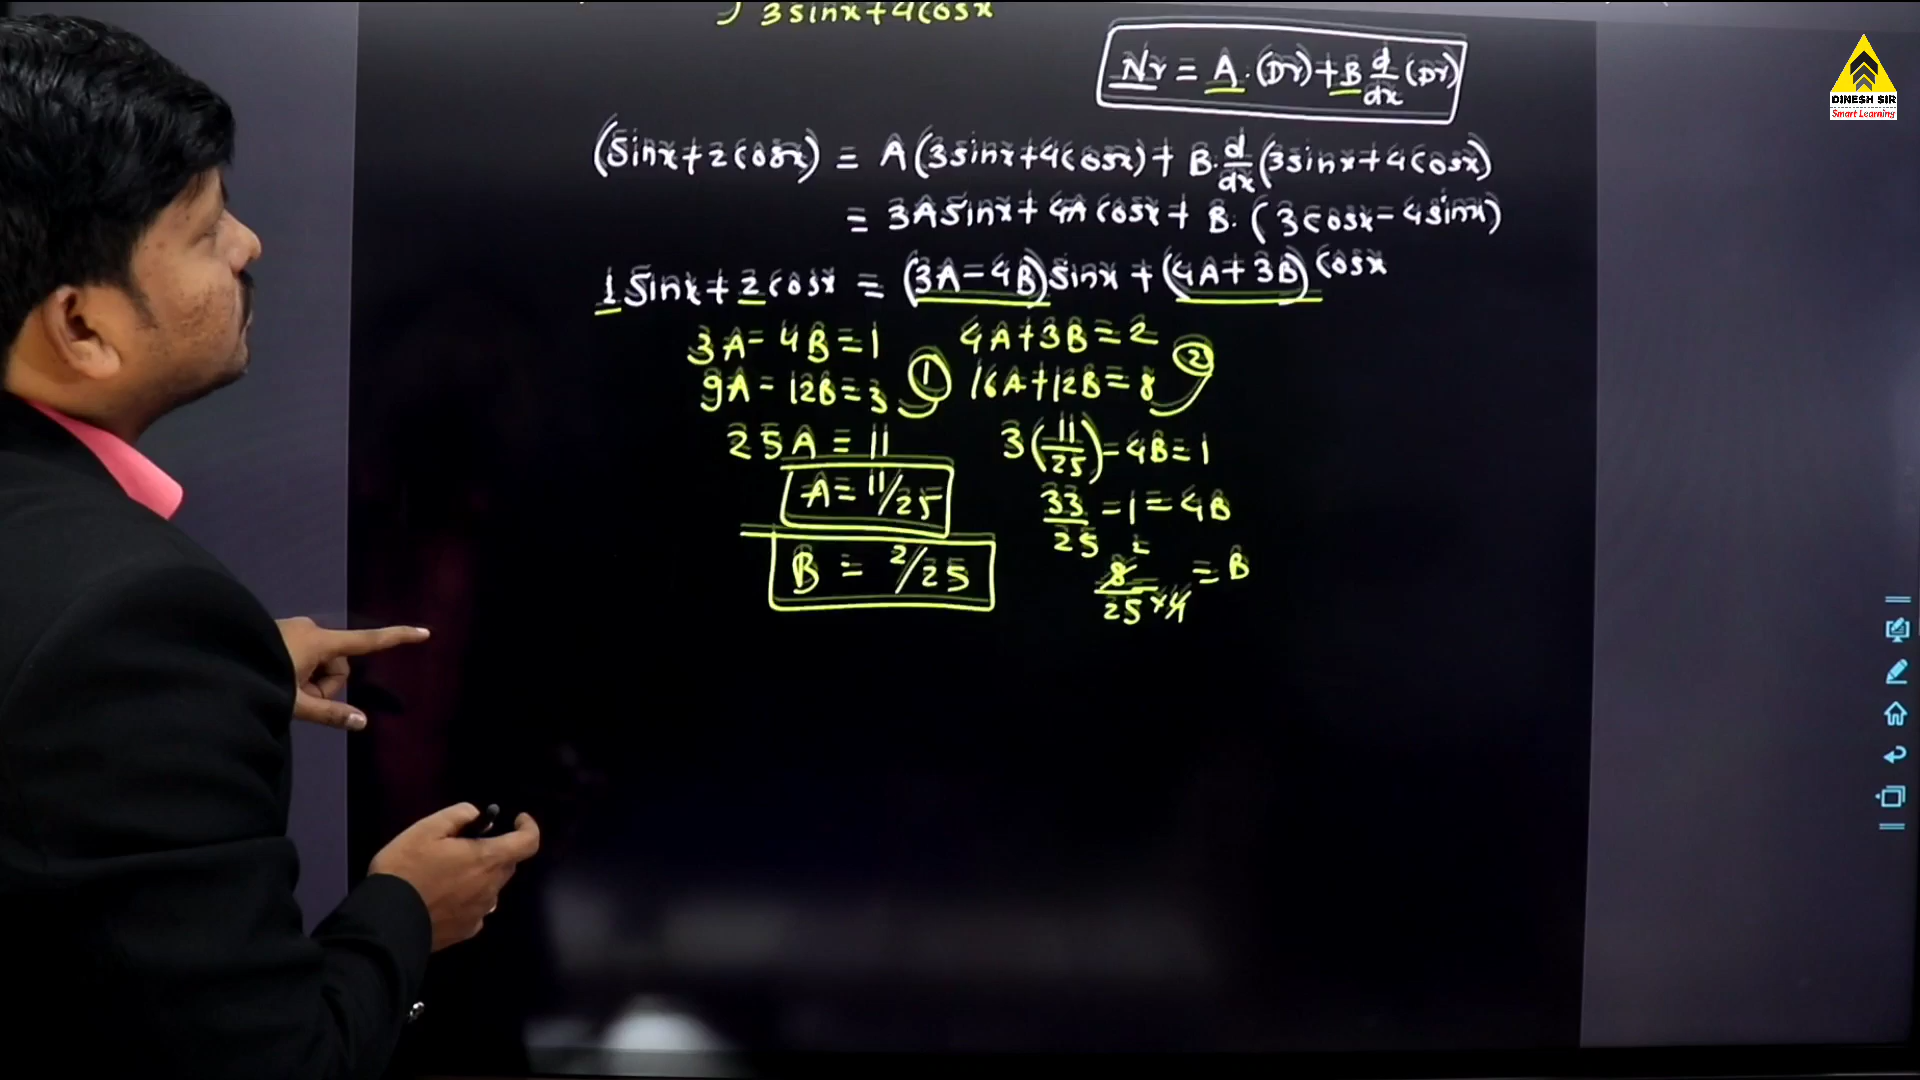 3sinx+4cosx
Nr = A.(Dr)+B d/dx (Dr)
DINESH SIR
Smart Learning
(Sinx+2cosx) = A(3sinx+4cosx)+ B.d/dx(3sinx+4cosx)
= 3ASinx+4Acosx+ B.(3cosx-4sinx)
1Sinx+2cosx = (3A-4B)sinx+(4A+3B)cosx
3A-4B=1 4A+3B=2
9A-12B=3 ① 16A+12B=8 ②
25A = 11 3(11/25)-4B=1
A=11/25 33/25-1=4B
B = 2/25 8/25×4 = B
2